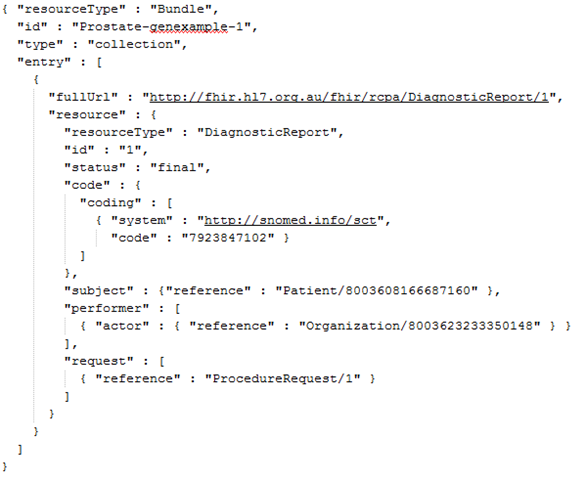 { "resourceType" : "Bundle",
  "id" : "Prostate-genexample-1",
  "type" : "collection",
  "entry" : [
    {
      "fullUrl" : "http://fhir.hl7.org.au/fhir/rcpa/DiagnosticReport/1",
      "resource" : {
        "resourceType" : "DiagnosticReport",
        "id" : "1",
        "status" : "final",
        "code" : {
          "coding" : [
            { "system" : "http://snomed.info/sct",
              "code" : "7923847102" }
          ]
        },
        "subject" : {"reference" : "Patient/8003608166687160" },
        "performer" : [
          { "actor" : { "reference" : "Organization/8003623233350148" } }
        ],
        "request" : [
          { "reference" : "ProcedureRequest/1" }
        ]
      }
    }
  ]
}